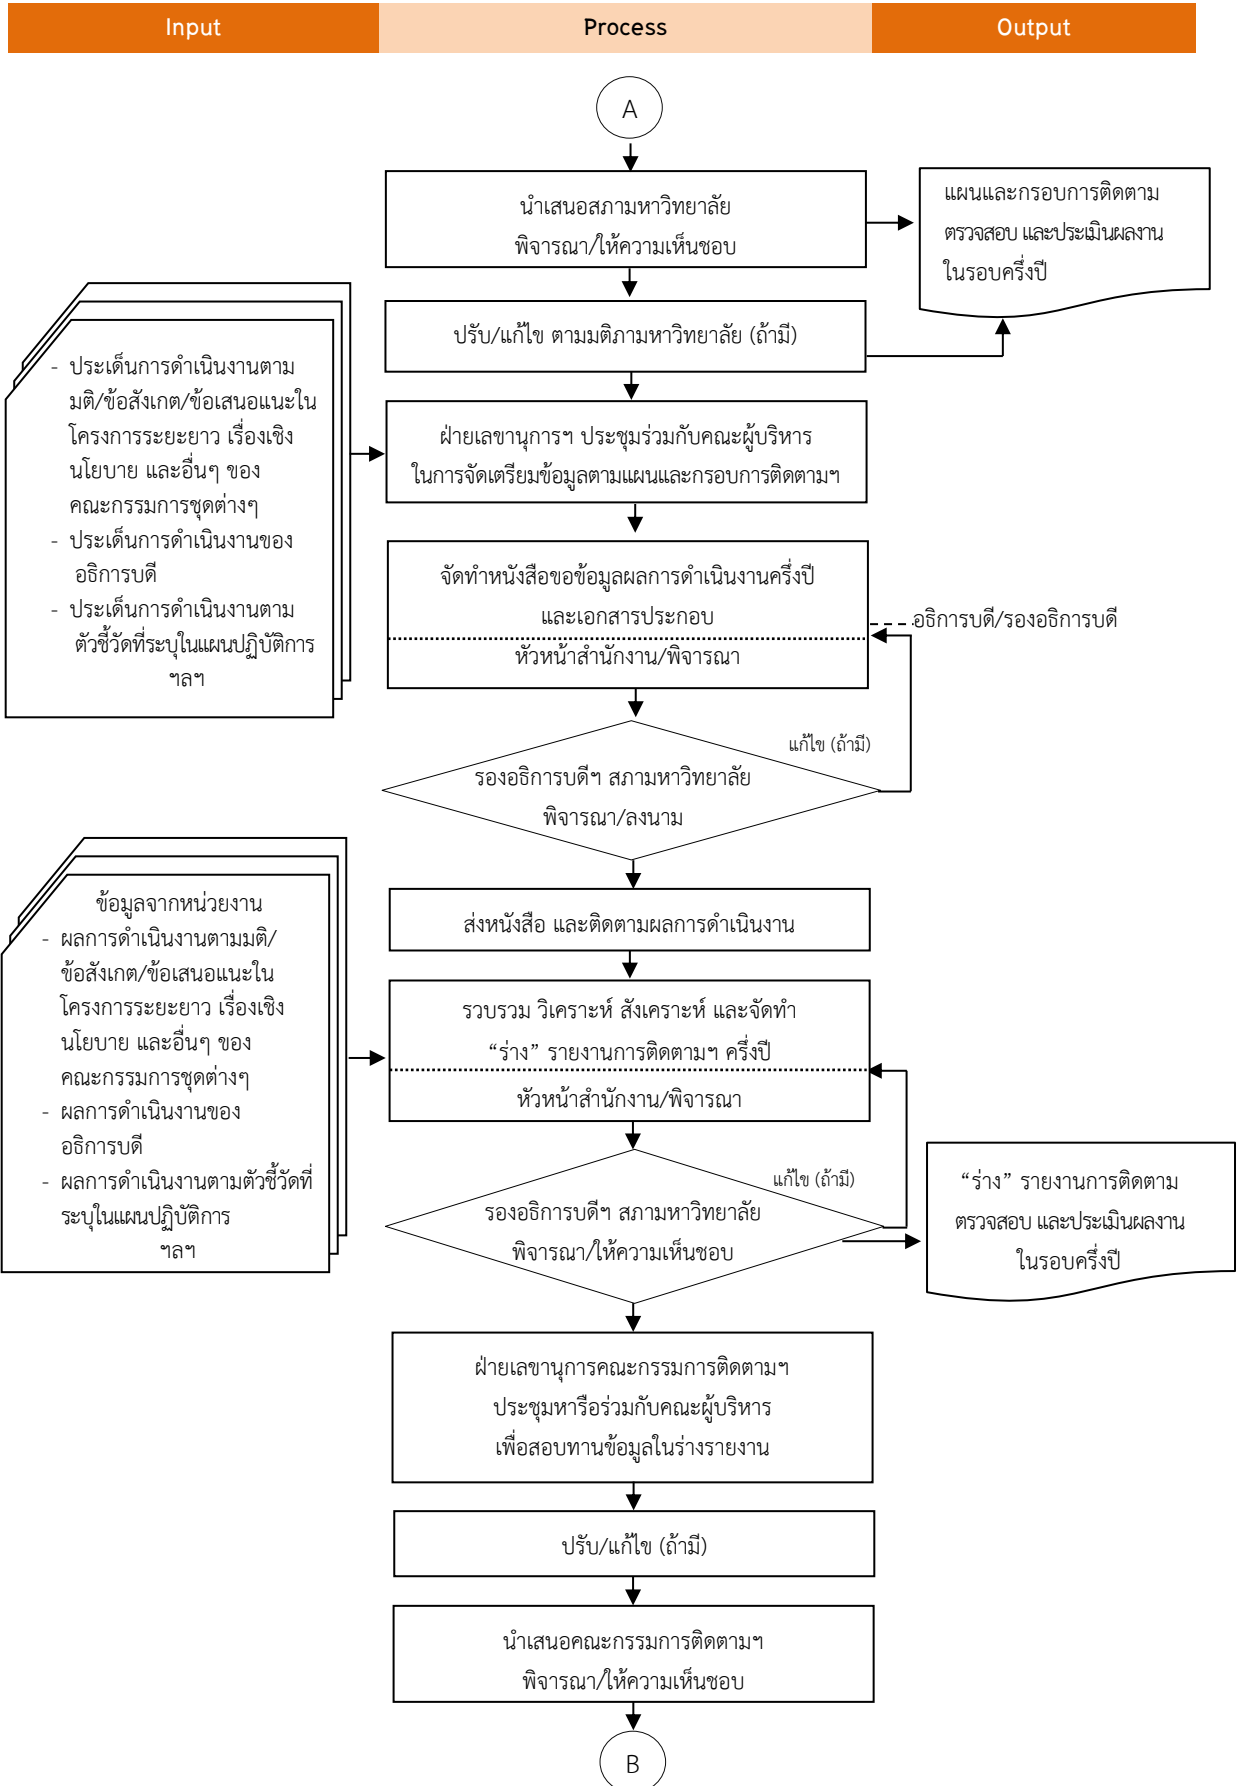 Input
Process
Output
A
นำเสนอสภามหาวิทยาลัย
พิจารณา/ให้ความเห็นชอบ
แผนและกรอบการติดตาม
ตรวจสอบ และประเมินผลงาน
ในรอบครึ่งปี
ปรับ/แก้ไข ตามมติภามหาวิทยาลัย (ถ้ามี)
- ประเด็นการดำเนินงานตาม
มติ/ข้อสังเกต/ข้อเสนอแนะใน
โครงการระยะยาว เรื่องเชิง
นโยบาย และอื่นๆ ของ
คณะกรรมการชุดต่างๆ
- ประเด็นการดำเนินงานของ
อธิการบดี
- ประเด็นการดำเนินงานตาม
ตัวชี้วัดที่ระบุในแผนปฏิบัติการ
ฯลฯ
ฝ่ายเลขานุการฯ ประชุมร่วมกับคณะผู้บริหาร
ในการจัดเตรียมข้อมูลตามแผนและกรอบการติดตามฯ
จัดทำหนังสือขอข้อมูลผลการดำเนินงานครึ่งปี
และเอกสารประกอบ
หัวหน้าสำนักงาน/พิจารณา
อธิการบดี/รองอธิการบดี
แก้ไข (ถ้ามี)
รองอธิการบดีฯ สภามหาวิทยาลัย
พิจารณา/ลงนาม
ส่งหนังสือ และติดตามผลการดำเนินงาน
ข้อมูลจากหน่วยงาน
- ผลการดำเนินงานตามมติ/
ข้อสังเกต/ข้อเสนอแนะใน
โครงการระยะยาว เรื่องเชิง
นโยบาย และอื่นๆ ของ
คณะกรรมการชุดต่างๆ
- ผลการดำเนินงานของ
อธิการบดี
- ผลการดำเนินงานตามตัวชี้วัดที่
ระบุในแผนปฏิบัติการ
ฯลฯ
รวบรวม วิเคราะห์ สังเคราะห์ และจัดทำ
“ร่าง” รายงานการติดตามฯ ครึ่งปี
หัวหน้าสำนักงาน/พิจารณา
แก้ไข (ถ้ามี)
รองอธิการบดีฯ สภามหาวิทยาลัย
พิจารณา/ให้ความเห็นชอบ
“ร่าง” รายงานการติดตาม
ตรวจสอบ และประเมินผลงาน
ในรอบครึ่งปี
ฝ่ายเลขานุการคณะกรรมการติดตามฯ
ประชุมหารือร่วมกับคณะผู้บริหาร
เพื่อสอบทานข้อมูลในร่างรายงาน
ปรับ/แก้ไข (ถ้ามี)
นำเสนอคณะกรรมการติดตามฯ
พิจารณา/ให้ความเห็นชอบ
B